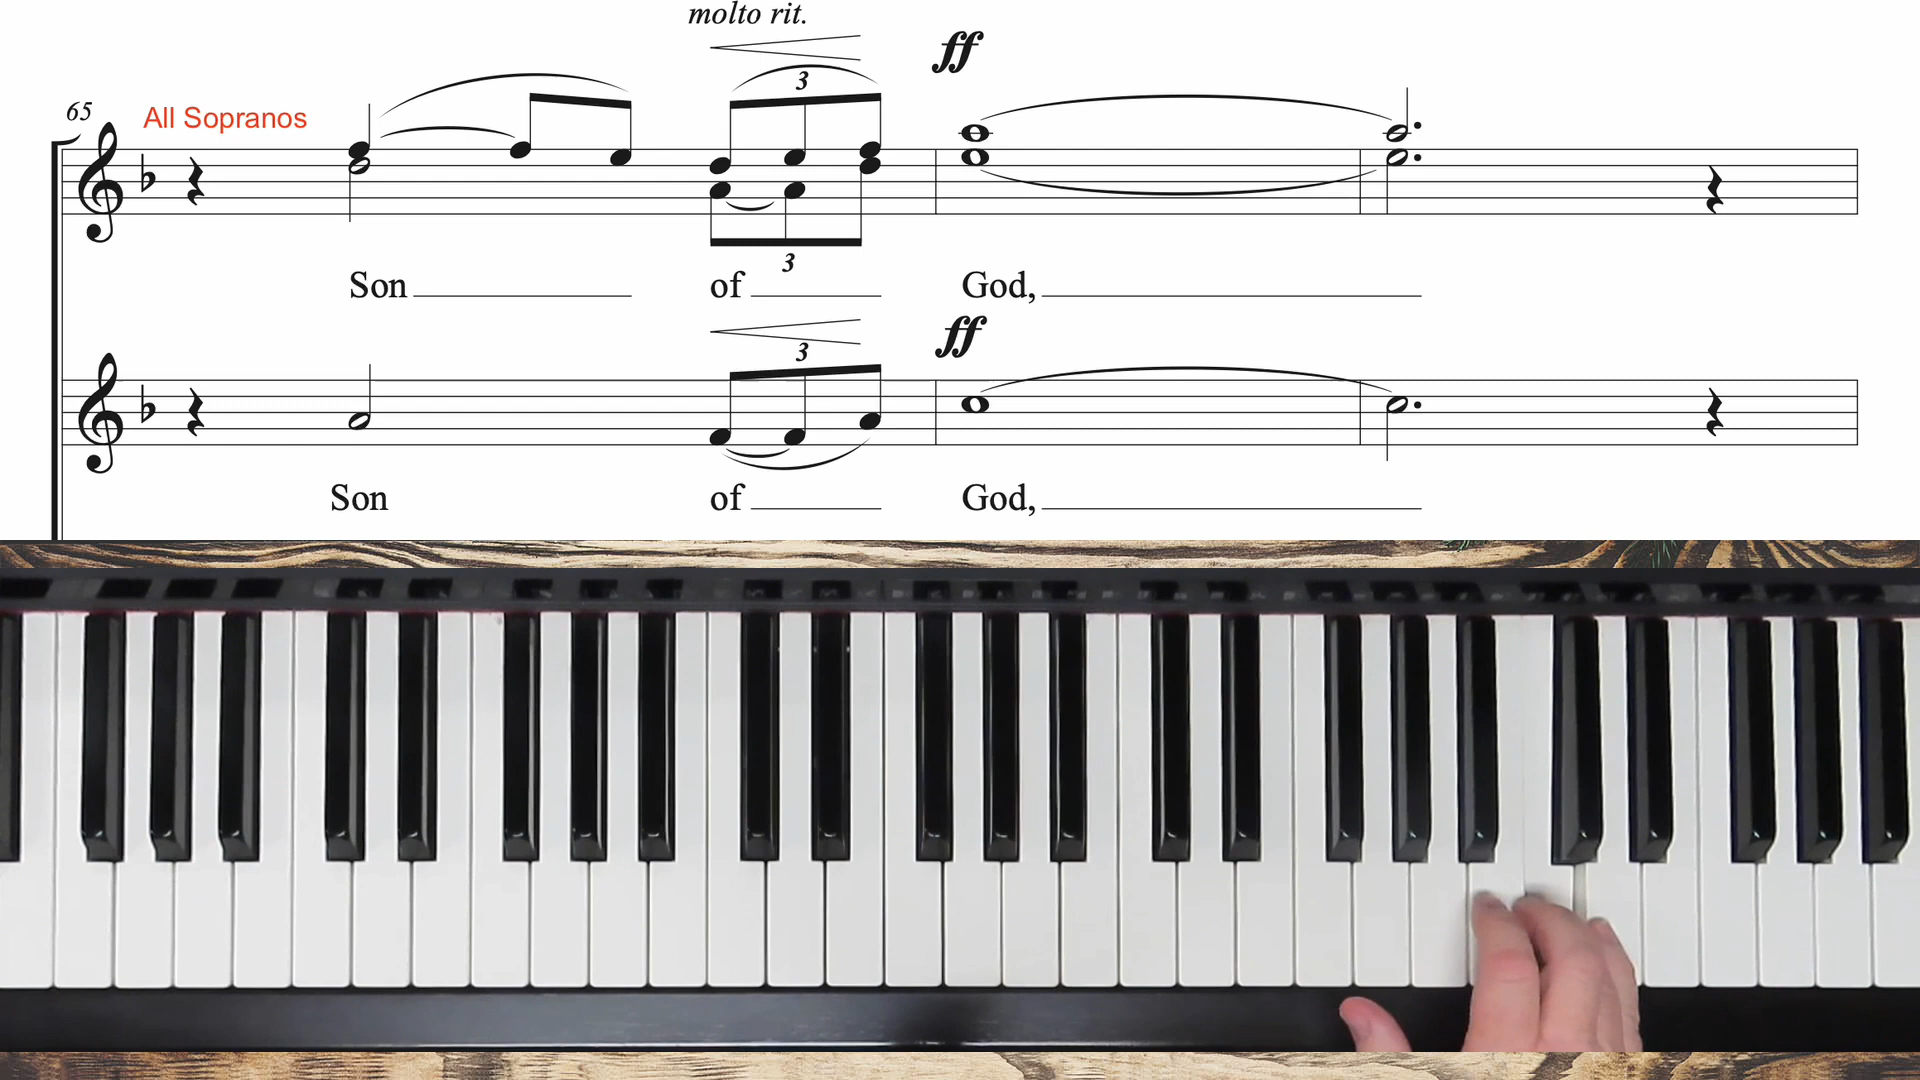 molto rit.
ff
3
65
All Sopranos
3
Son of God,
ff
3
Son of God,